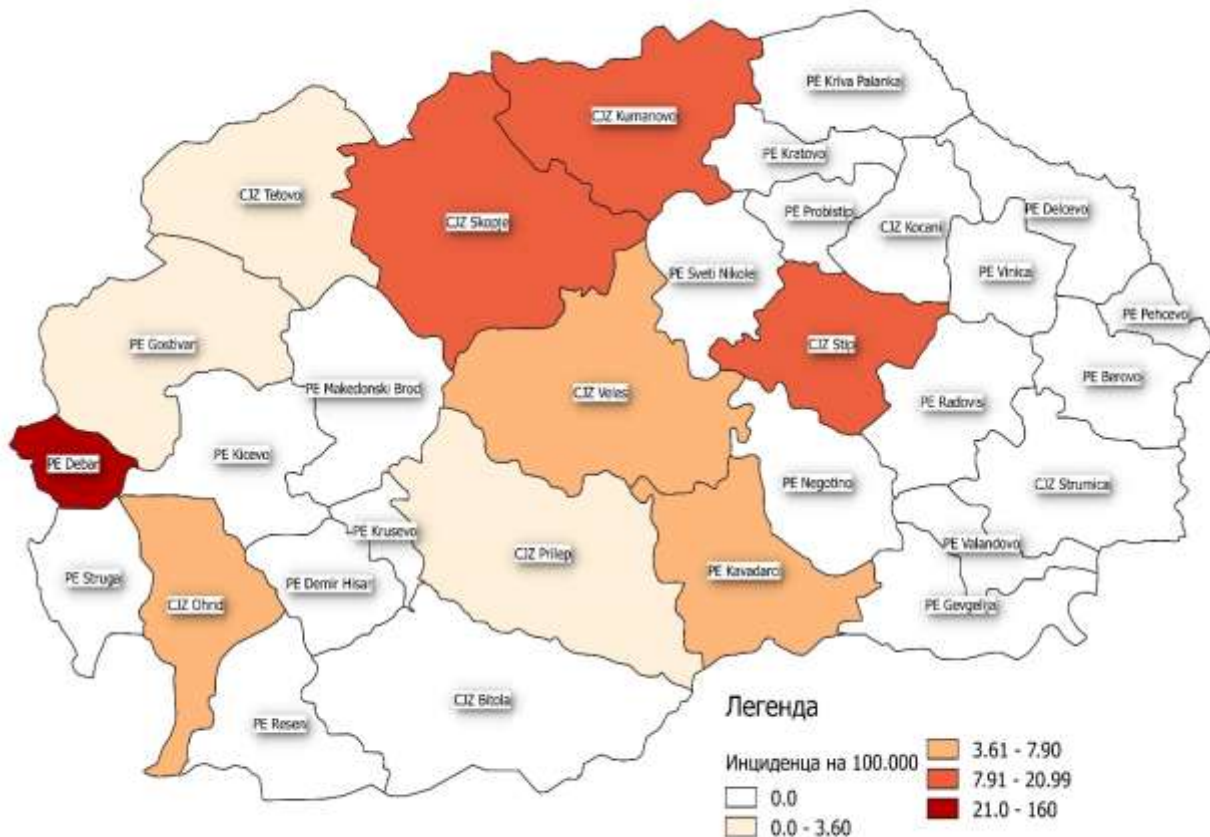 PE Kriva Palanka
CJZ Kumanovo
PE Kratovo
CJZ Tetovo
PE Probistip
PE Delcevo
CJZ Skopje
CJZ Kocani
PE Sveti Nikole
PE Vinica
PE Pehcevo
PE Gostivar
CJZ Stip
PE Berovo
PE Makedonski Brod
CJZ Veles
PE Radovis
PE Debar
PE Kicevo
PE Negotino
CJZ Strumica
PE Krusevo
PE Valandovo
CJZ Prilep
PE Struga
PE Demir Hisar
PE Kavadarci
CJZ Ohrid
PE Gevgelija
CJZ Bitola
PE Resen
Легенда
Инциденца на 100.000
0.0
0.0 - 3.60
3.61 - 7.90
7.91 - 20.99
21.0 - 160